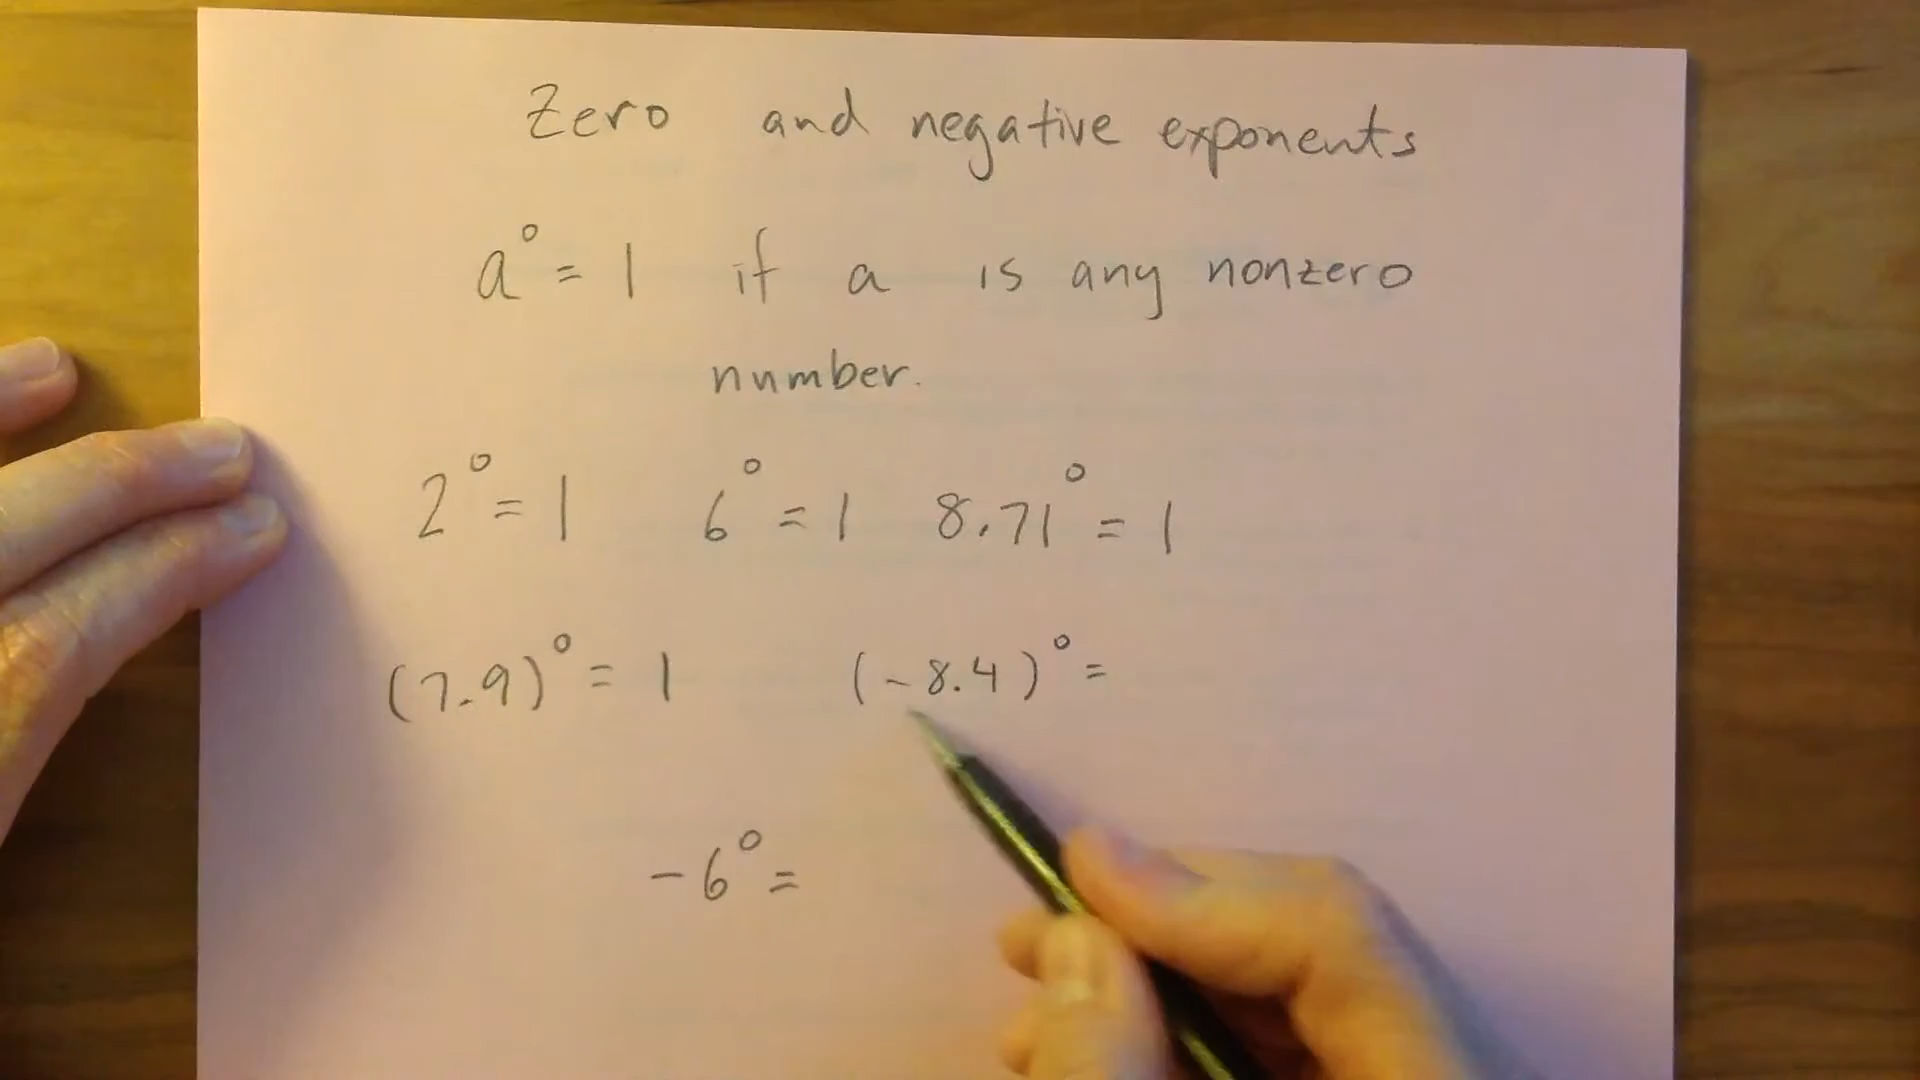 Zero and negative exponents
a⁰ = 1 if a is any nonzero
number.
2⁰ = 1 6⁰ = 1 8.71⁰ = 1
(7.9)⁰ = 1 (-8.4)⁰ =
-6⁰ =